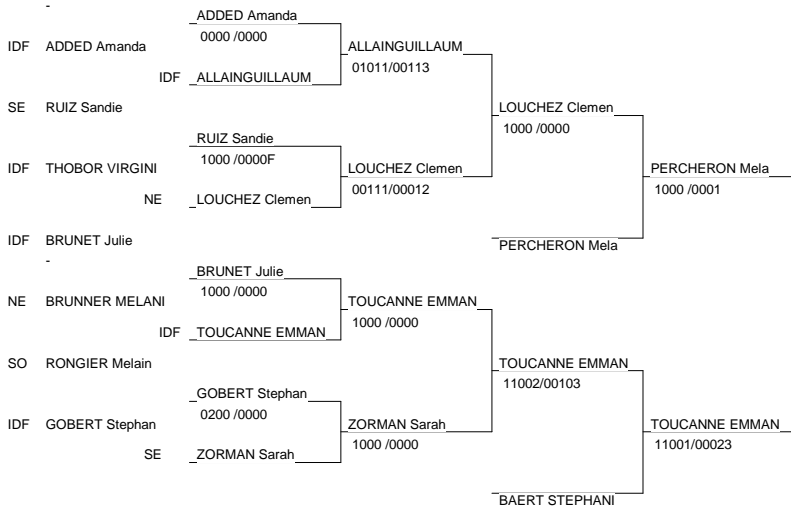 -
ADDED Amanda
IDF ADDED Amanda
0000 /0000
ALLAINGUILLAUM
01011/00113
IDF ALLAINGUILLAUM
SE RUIZ Sandie
LOUCHEZ Clemen
1000 /0000
RUIZ Sandie
1000 /0000F
IDF THOBOR VIRGINI
LOUCHEZ Clemen
00111/00012
PERCHERON Mela
1000 /0001
NE LOUCHEZ Clemen
IDF BRUNET Julie
PERCHERON Mela
-
BRUNET Julie
1000 /0000
NE BRUNNER MELANI
TOUCANNE EMMAN
1000 /0000
IDF TOUCANNE EMMAN
SO RONGIER Melain
TOUCANNE EMMAN
11002/00103
GOBERT Stephan
0200 /0000
IDF GOBERT Stephan
ZORMAN Sarah
1000 /0000
TOUCANNE EMMAN
11001/00023
SE ZORMAN Sarah
BAERT STEPHANI